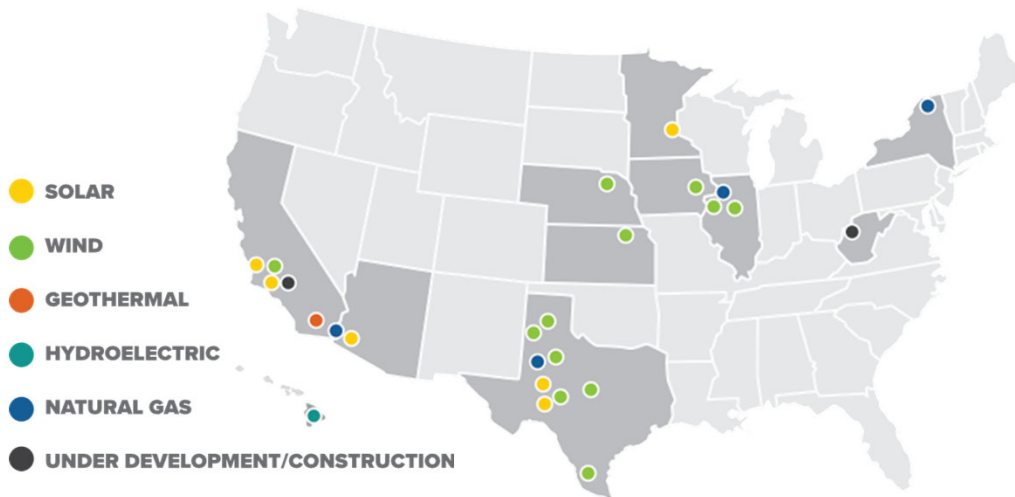 SOLAR
WIND
GEOTHERMAL
HYDROELECTRIC
NATURAL GAS
UNDER DEVELOPMENT/CONSTRUCTION